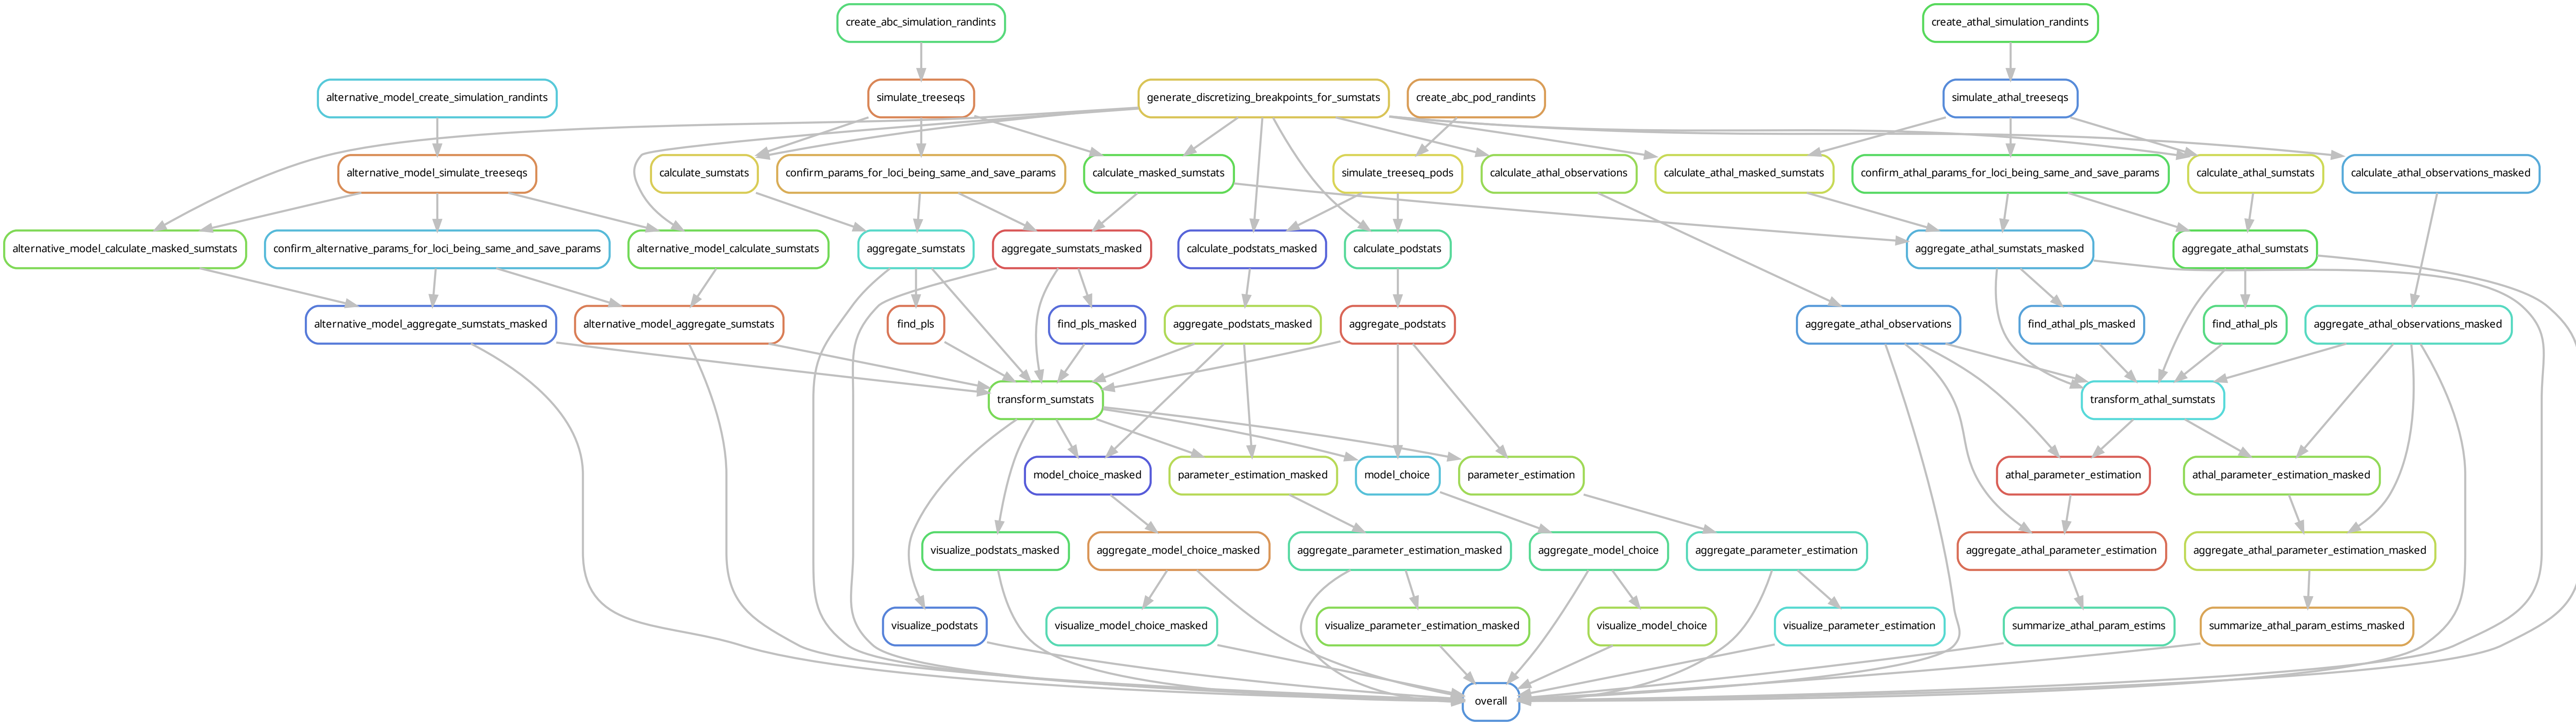 create_abc_simulation_randints
create_athal_simulation_randints
alternative_model_create_simulation_randints
simulate_treeseqs
generate_discretizing_breakpoints_for_sumstats
create_abc_pod_randints
simulate_athal_treeseqs
alternative_model_simulate_treeseqs
calculate_sumstats
confirm_params_for_loci_being_same_and_save_params
calculate_masked_sumstats
simulate_treeseq_pods
calculate_athal_observations
calculate_athal_masked_sumstats
confirm_athal_params_for_loci_being_same_and_save_params
calculate_athal_sumstats
calculate_athal_observations_masked
alternative_model_calculate_masked_sumstats
confirm_alternative_params_for_loci_being_same_and_save_params
alternative_model_calculate_sumstats
aggregate_sumstats
aggregate_sumstats_masked
calculate_podstats_masked
calculate_podstats
aggregate_athal_sumstats_masked
aggregate_athal_sumstats
alternative_model_aggregate_sumstats_masked
alternative_model_aggregate_sumstats
find_pls
find_pls_masked
aggregate_podstats_masked
aggregate_podstats
aggregate_athal_observations
find_athal_pls_masked
find_athal_pls
aggregate_athal_observations_masked
transform_sumstats
transform_athal_sumstats
model_choice_masked
parameter_estimation_masked
model_choice
parameter_estimation
athal_parameter_estimation
athal_parameter_estimation_masked
visualize_podstats_masked
aggregate_model_choice_masked
aggregate_parameter_estimation_masked
aggregate_model_choice
aggregate_parameter_estimation
aggregate_athal_parameter_estimation
aggregate_athal_parameter_estimation_masked
visualize_podstats
visualize_model_choice_masked
visualize_parameter_estimation_masked
visualize_model_choice
visualize_parameter_estimation
summarize_athal_param_estims
summarize_athal_param_estims_masked
overall